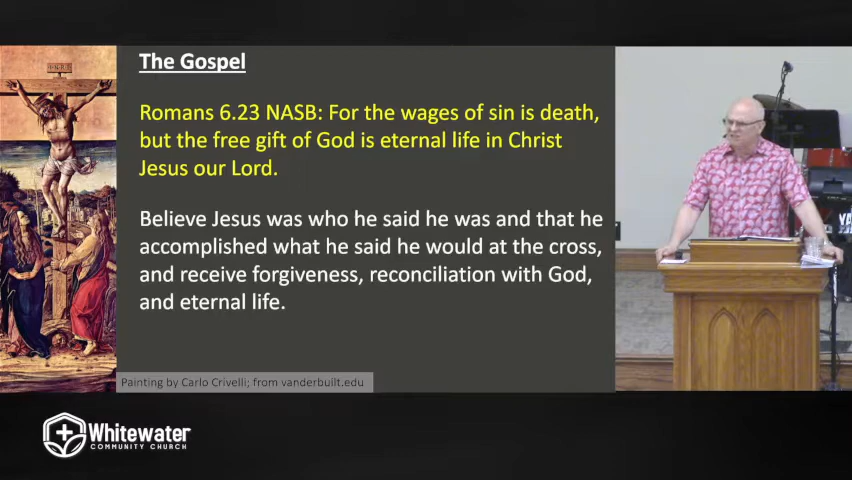 The Gospel
Romans 6.23 NASB: For the wages of sin is death,
but the free gift of God is eternal life in Christ
Jesus our Lord.
Believe Jesus was who he said he was and that he
accomplished what he said he would at the cross,
and receive forgiveness, reconciliation with God,
and eternal life.
Painting by Carlo Crivelli; from vanderbuilt.edu
Whitewater
COMMUNITY CHURCH